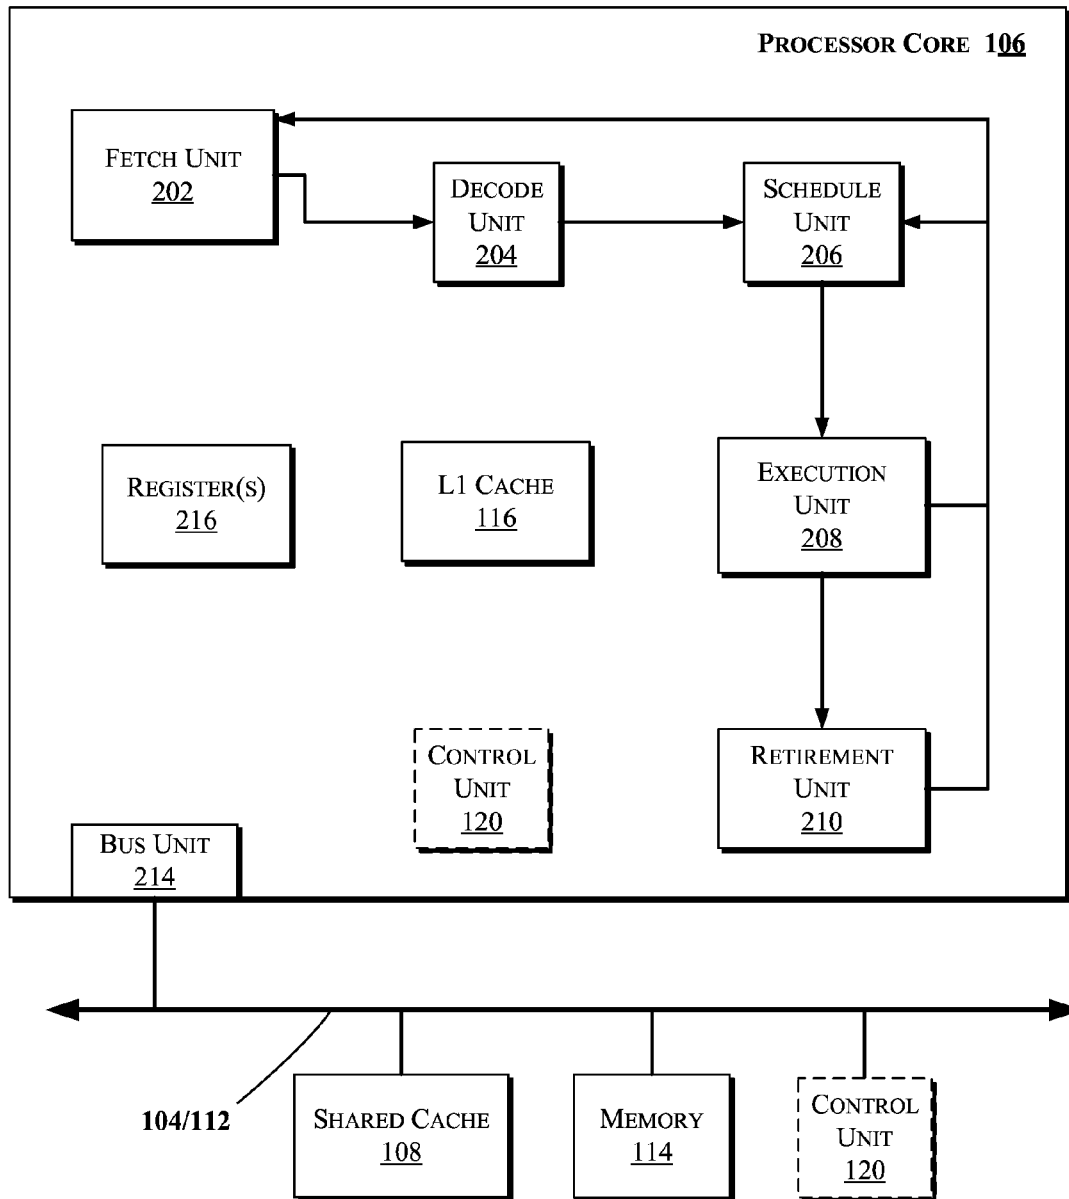 PROCESSOR CORE 106
FETCH UNIT
202
DECODE
UNIT
204
SCHEDULE
UNIT
206
REGISTER(S)
216
L1 CACHE
116
EXECUTION
UNIT
208
CONTROL
UNIT
120
RETIREMENT
UNIT
210
BUS UNIT
214
104/112
SHARED CACHE
108
MEMORY
114
CONTROL
UNIT
120